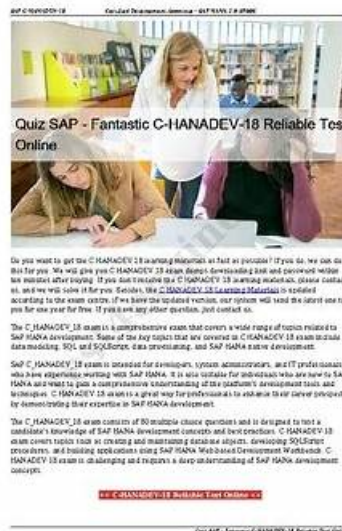 SAP C-HANADEV-18
Certified Development Associate - SAP HANA 2.0 SPS06
Quiz SAP - Fantastic C-HANADEV-18 Reliable Tes
Online
Do you want to get the C HANADEV 18 learning materials as fast as possible? If you do, we can do
this for you. We will give you C HANADEV 18 exam dumps downloading link and password within
ten minutes after buying. If you don't receive the C HANADEV 18 learning materials, please contac
us, and we will solve it for you. Besides, the C HANADEV 18 Learning Materials is updated
according to the exam centre, if we have the updated version, our system will send the latest one t
you for one year for free. If you have any other question, just contact us.
The C_HANADEV_18 exam is a comprehensive exam that covers a wide range of topics related to
SAP HANA development. Some of the key topics that are covered in C-HANADEV-18 exam include
data modeling, SQL and SQLScript, data provisioning, and SAP HANA native development.
SAP C_HANADEV_18 exam is intended for developers, system administrators, and IT professionals
who have experience working with SAP HANA. It is also suitable for individuals who are new to SA
HANA and want to gain a comprehensive understanding of the platform's development tools and
techniques. C-HANADEV-18 exam is a great way for professionals to enhance their career prospect
by demonstrating their expertise in SAP HANA development.
The C_HANADEV_18 exam consists of 80 multiple-choice questions and is designed to test a
candidate's knowledge of SAP HANA development concepts and best practices. C-HANADEV-18
exam covers topics such as creating and maintaining database objects, developing SQLScript
procedures, and building applications using SAP HANA Web-based Development Workbench. C-
HANADEV-18 exam is challenging and requires a deep understanding of SAP HANA development
concepts.
>> C-HANADEV-18 Reliable Test Online <<